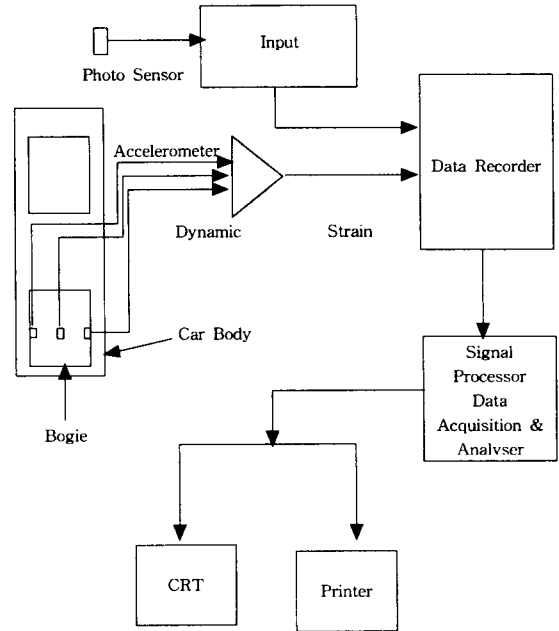 Input
Photo Sensor
Accelerometer
Data Recorder
Dynamic
Strain
Car Body
Bogie
Signal
Processor
Data
Acquisition &
Analyser
CRT
Printer